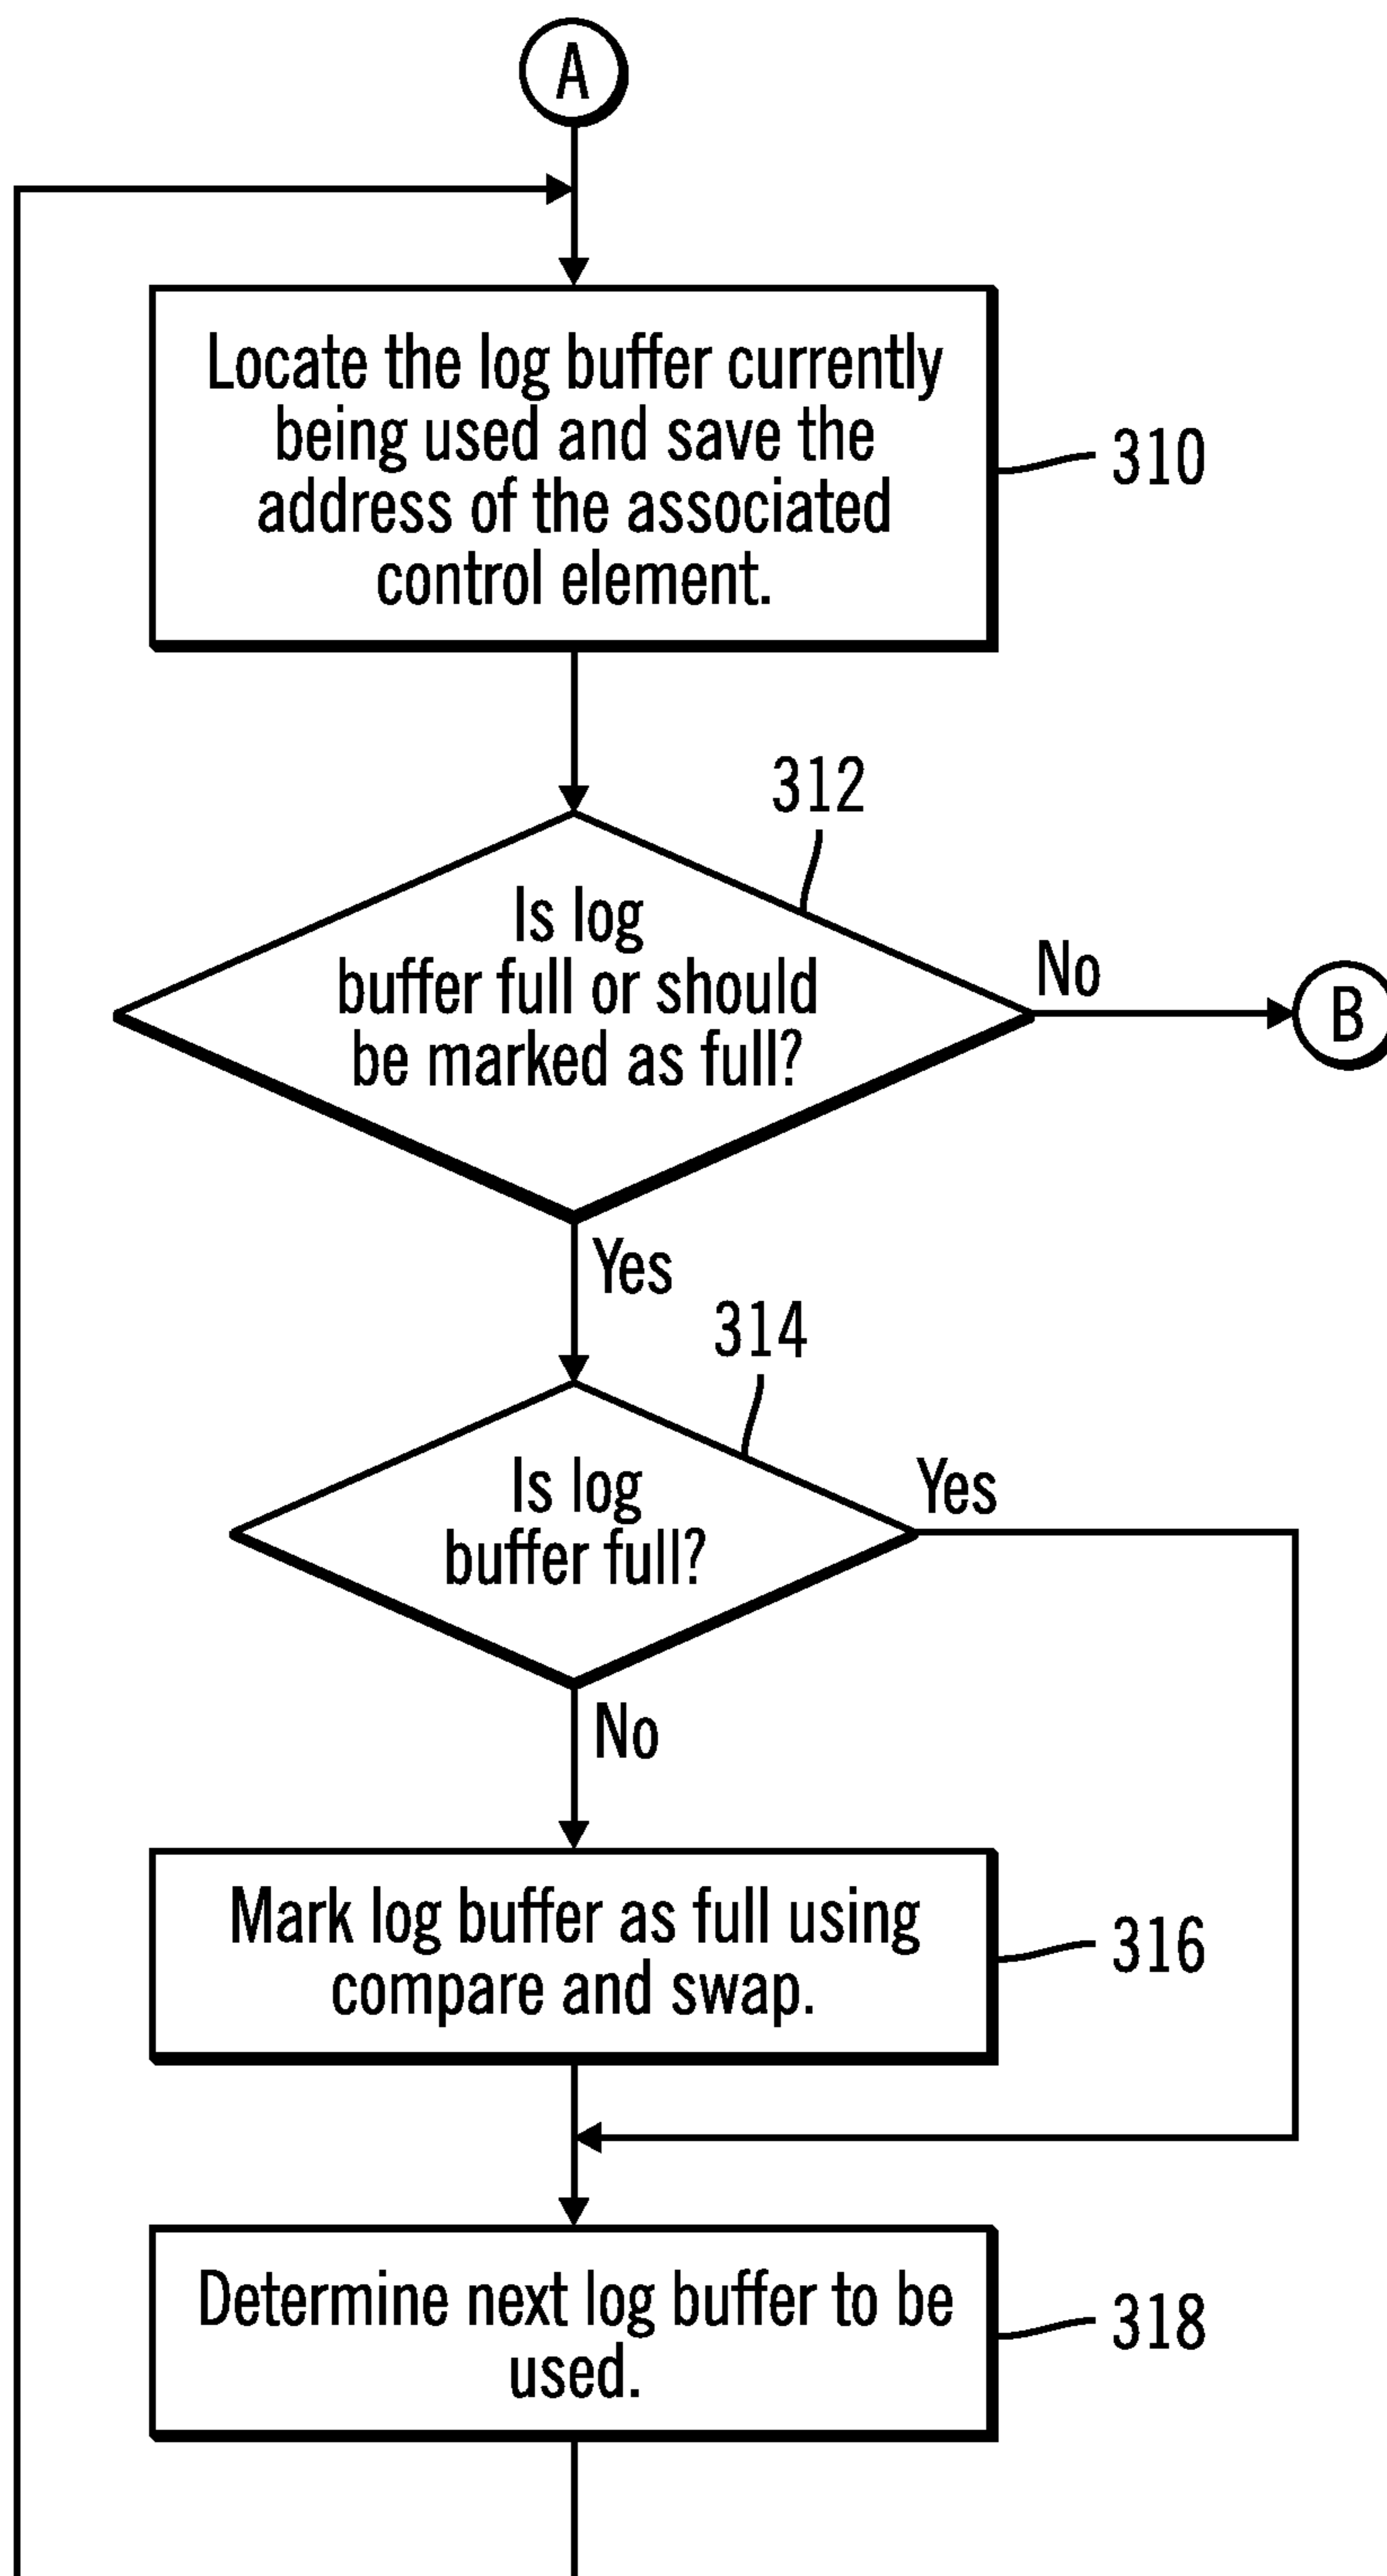 A
Locate the log buffer currently
being used and save the
address of the associated
control element.
310
312
Is log
buffer full or should
be marked as full?
No
B
Yes
314
Is log
buffer full?
Yes
No
Mark log buffer as full using
compare and swap.
316
Determine next log buffer to be
used.
318